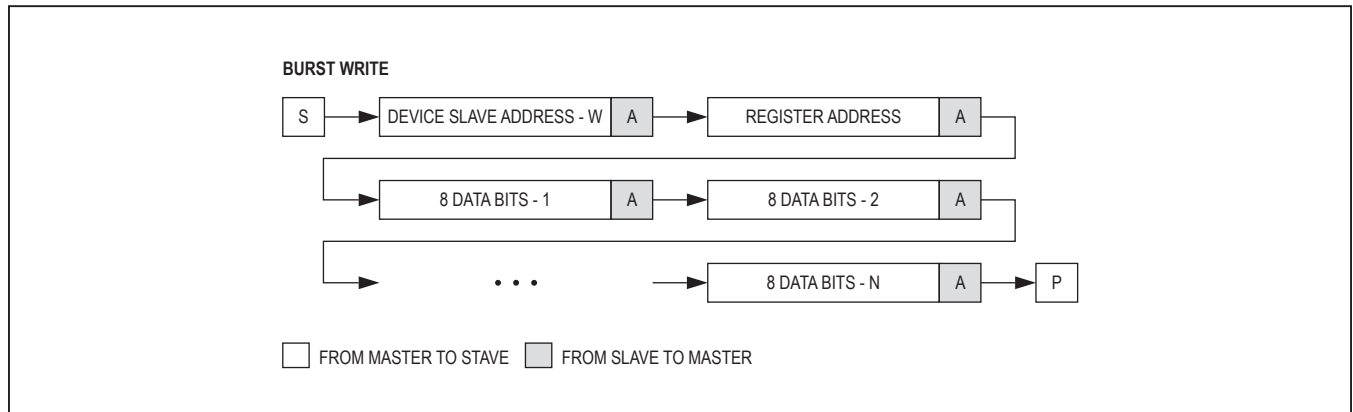 BURST WRITE
S DEVICE SLAVE ADDRESS - W A REGISTER ADDRESS A
8 DATA BITS - 1 A 8 DATA BITS - 2 A
• • • 8 DATA BITS - N A P
FROM MASTER TO STAVE FROM SLAVE TO MASTER